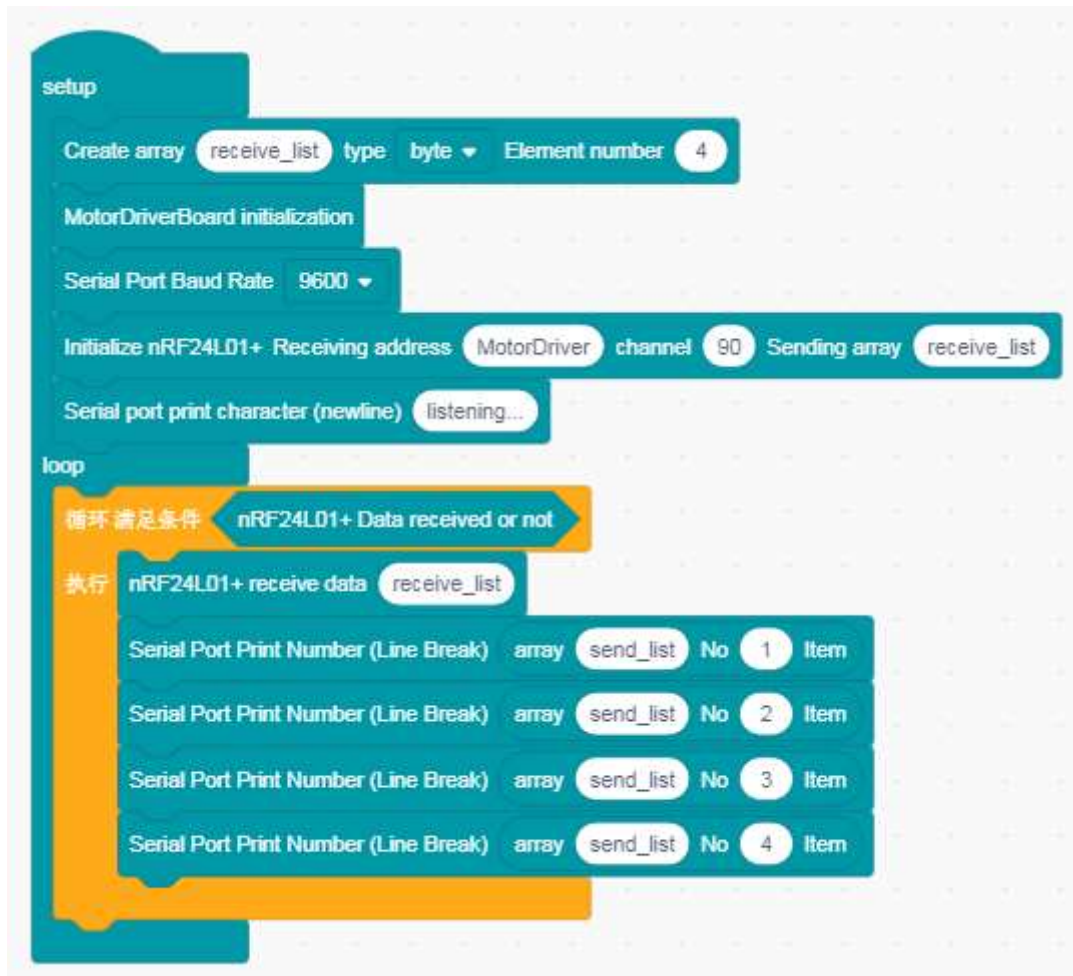 setup
Create array receive_list type byte Element number 4
MotorDriverBoard initialization
Serial Port Baud Rate 9600
Initialize nRF24L01+ Receiving address MotorDriver channel 90 Sending array receive_list
Serial port print character (newline) listening...
loop
循环 满足条件 nRF24L01+ Data received or not
执行 nRF24L01+ receive data receive_list
Serial Port Print Number (Line Break) array send_list No 1 Item
Serial Port Print Number (Line Break) array send_list No 2 Item
Serial Port Print Number (Line Break) array send_list No 3 Item
Serial Port Print Number (Line Break) array send_list No 4 Item